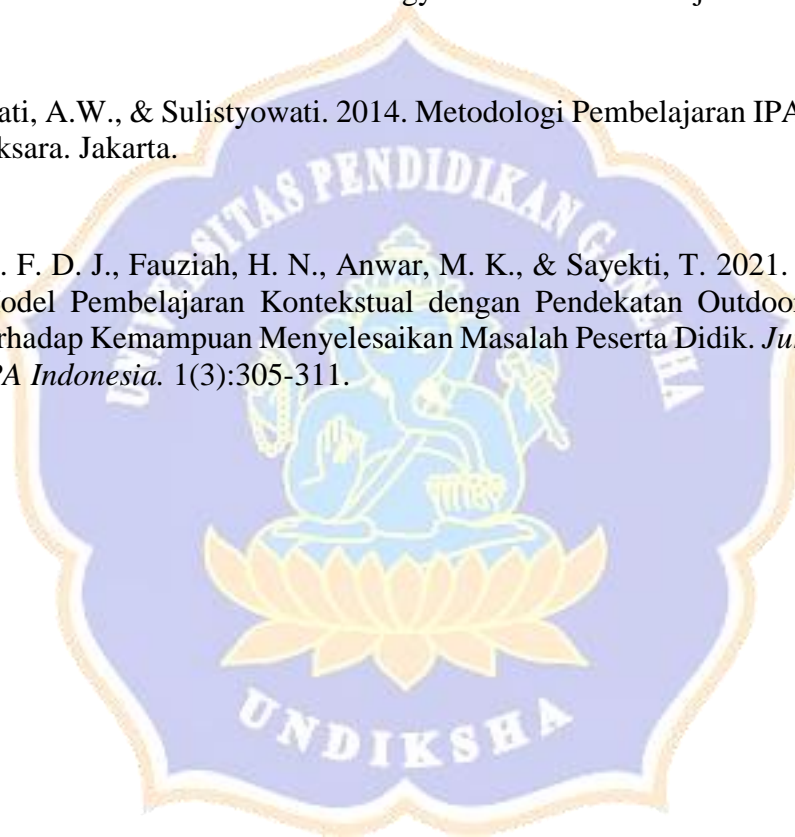 ati, A.W., & Sulistyowati. 2014. Metodologi Pembelajaran IPA
ksara. Jakarta.
. F. D. J., Fauziah, H. N., Anwar, M. K., & Sayekti, T. 2021.
odel Pembelajaran Kontekstual dengan Pendekatan Outdoor
rhadap Kemampuan Menyelesaikan Masalah Peserta Didik. Ju
PA Indonesia. 1(3):305-311.
UNIVERSITAS PENDIDIKAN GANESHA
UNDIKSHA